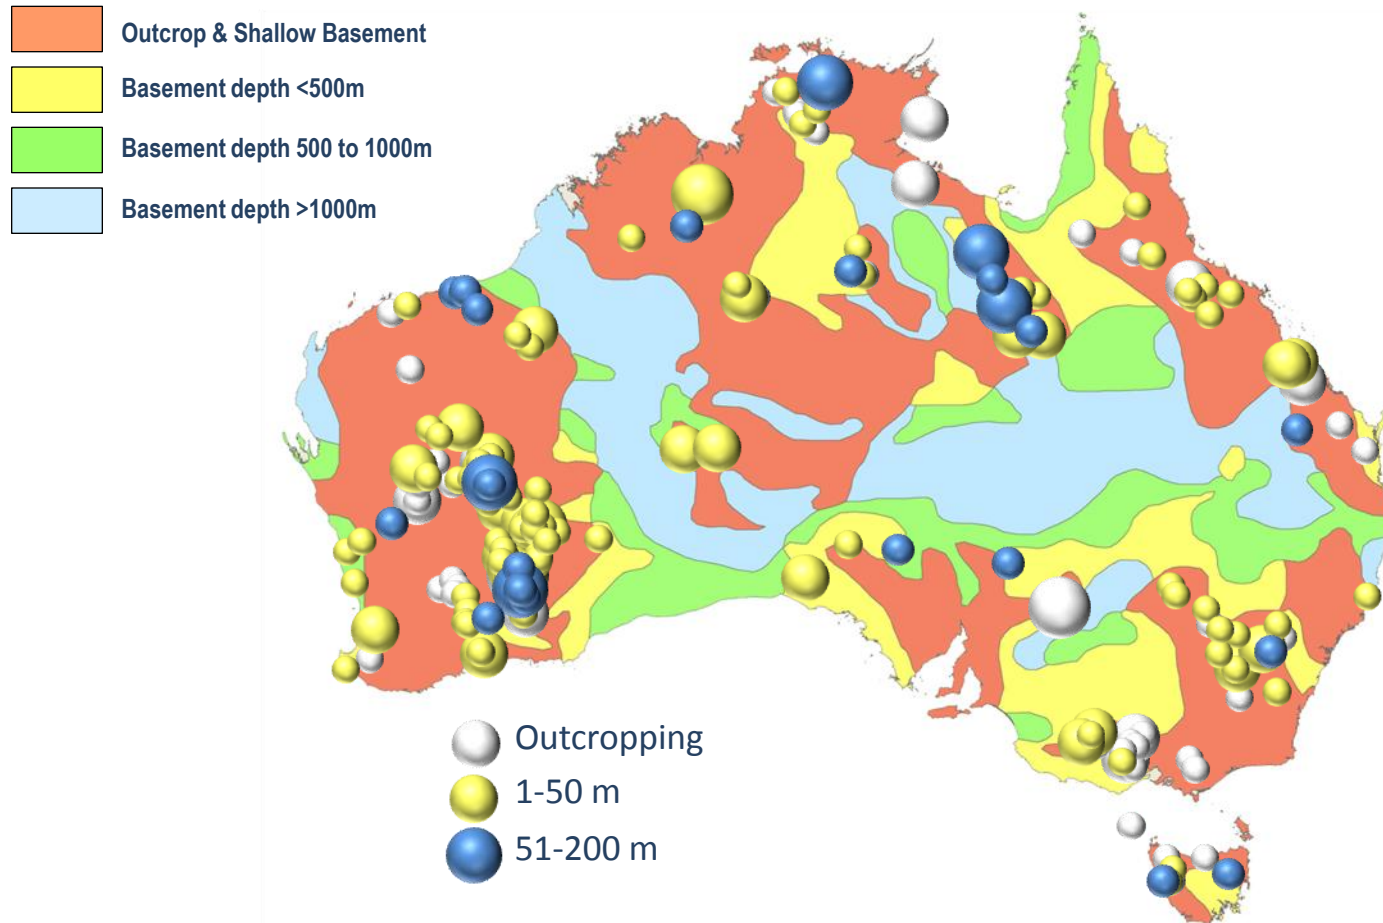 Outcrop & Shallow Basement
Basement depth <500m
Basement depth 500 to 1000m
Basement depth >1000m
Outcropping
1-50 m
51-200 m